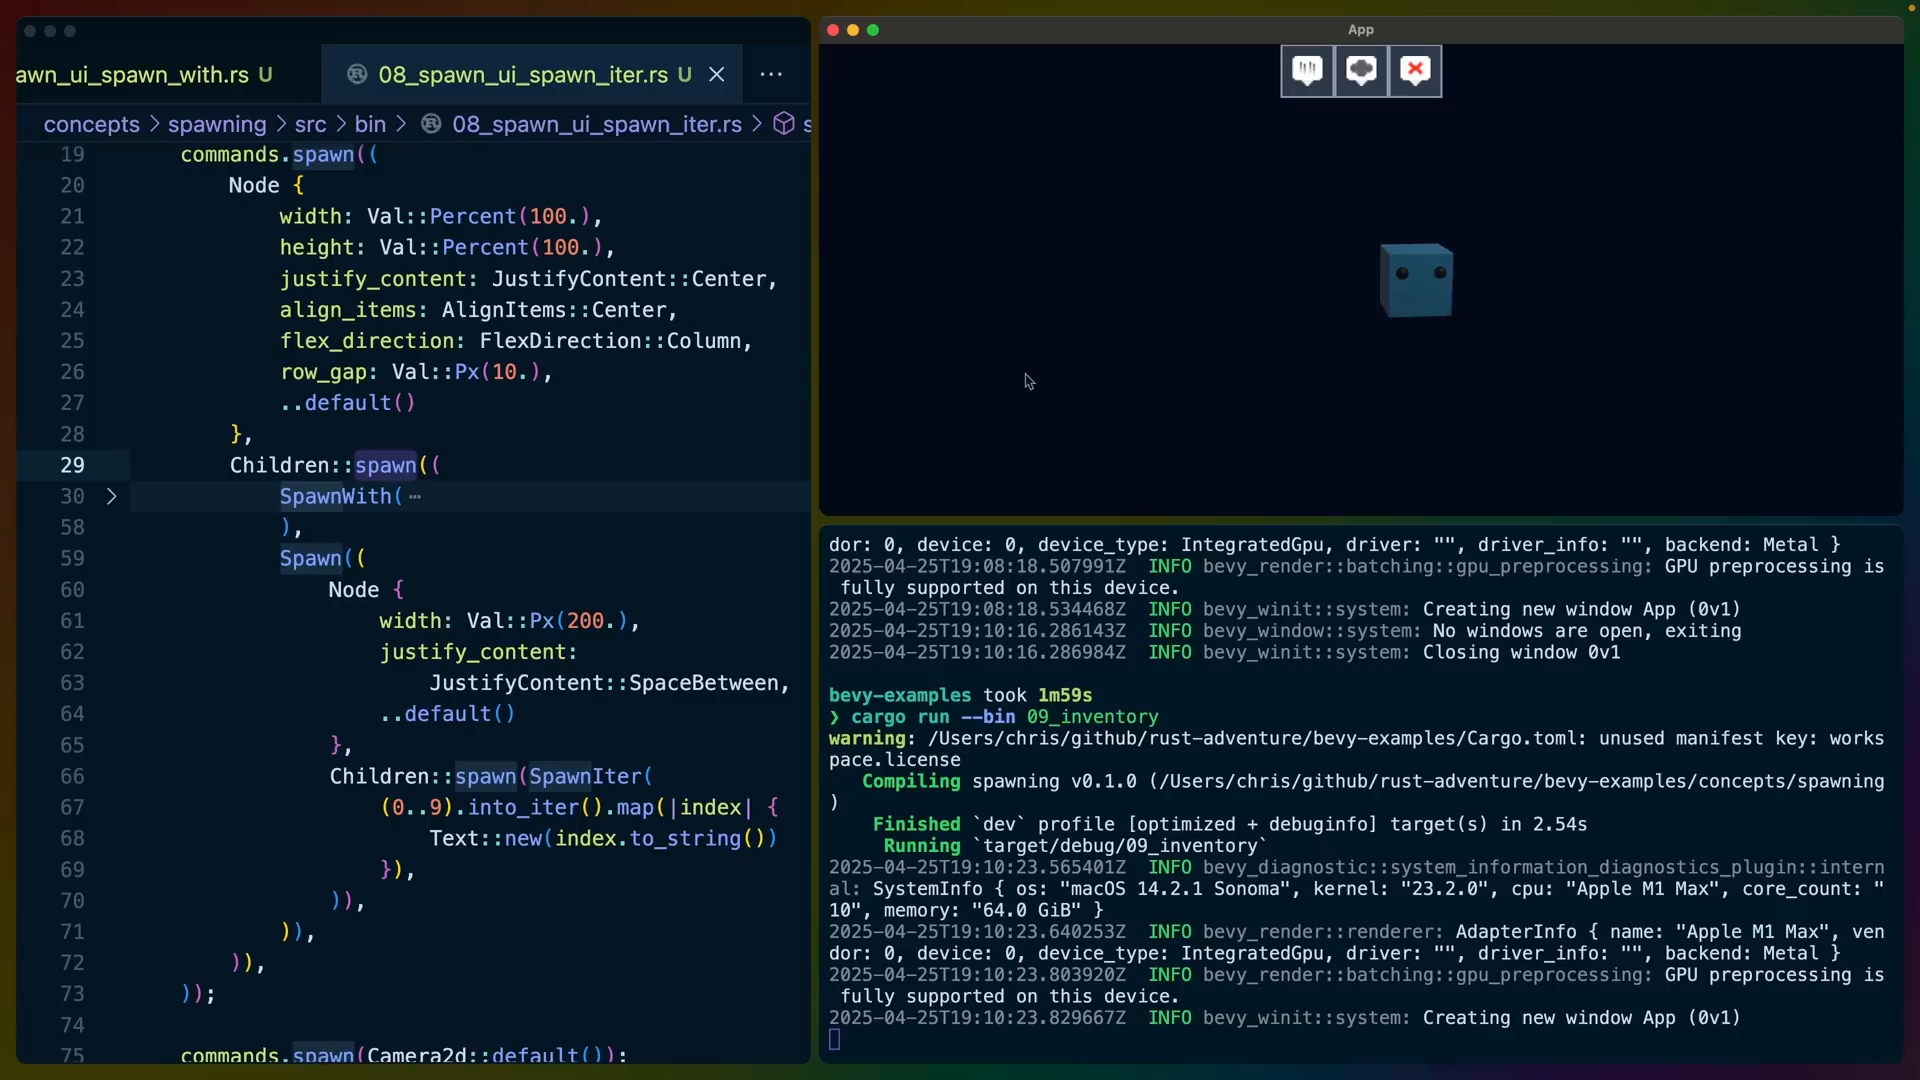 awn_ui_spawn_with.rs U
08_spawn_ui_spawn_iter.rs U
concepts > spawning > src > bin > 08_spawn_ui_spawn_iter.rs > s
19 commands.spawn((
20 Node {
21 width: Val::Percent(100.),
22 height: Val::Percent(100.),
23 justify_content: JustifyContent::Center,
24 align_items: AlignItems::Center,
25 flex_direction: FlexDirection::Column,
26 row_gap: Val::Px(10.),
27 ..default()
28 },
29 Children::spawn((
30 SpawnWith( ⋯
58 ),
59 Spawn((
60 Node {
61 width: Val::Px(200.),
62 justify_content:
63 JustifyContent::SpaceBetween,
64 ..default()
65 },
66 Children::spawn(SpawnIter(
67 (0..9).into_iter().map(|index| {
68 Text::new(index.to_string())
69 }),
70 )),
71 )),
72 )),
73 ));
74
75 commands.spawn(Camera2d::default());
App
dor: 0, device: 0, device_type: IntegratedGpu, driver: "", driver_info: "", backend: Metal }
2025-04-25T19:08:18.507991Z INFO bevy_render::batching::gpu_preprocessing: GPU preprocessing is
fully supported on this device.
2025-04-25T19:08:18.534468Z INFO bevy_winit::system: Creating new window App (0v1)
2025-04-25T19:10:16.286143Z INFO bevy_window::system: No windows are open, exiting
2025-04-25T19:10:16.286984Z INFO bevy_winit::system: Closing window 0v1
bevy-examples took 1m59s
❯ cargo run --bin 09_inventory
warning: /Users/chris/github/rust-adventure/bevy-examples/Cargo.toml: unused manifest key: works
pace.license
Compiling spawning v0.1.0 (/Users/chris/github/rust-adventure/bevy-examples/concepts/spawning
)
Finished `dev` profile [optimized + debuginfo] target(s) in 2.54s
Running `target/debug/09_inventory`
2025-04-25T19:10:23.565401Z INFO bevy_diagnostic::system_information_diagnostics_plugin::intern
al: SystemInfo { os: "macOS 14.2.1 Sonoma", kernel: "23.2.0", cpu: "Apple M1 Max", core_count: "
10", memory: "64.0 GiB" }
2025-04-25T19:10:23.640253Z INFO bevy_render::renderer: AdapterInfo { name: "Apple M1 Max", ven
dor: 0, device: 0, device_type: IntegratedGpu, driver: "", driver_info: "", backend: Metal }
2025-04-25T19:10:23.803920Z INFO bevy_render::batching::gpu_preprocessing: GPU preprocessing is
fully supported on this device.
2025-04-25T19:10:23.829667Z INFO bevy_winit::system: Creating new window App (0v1)